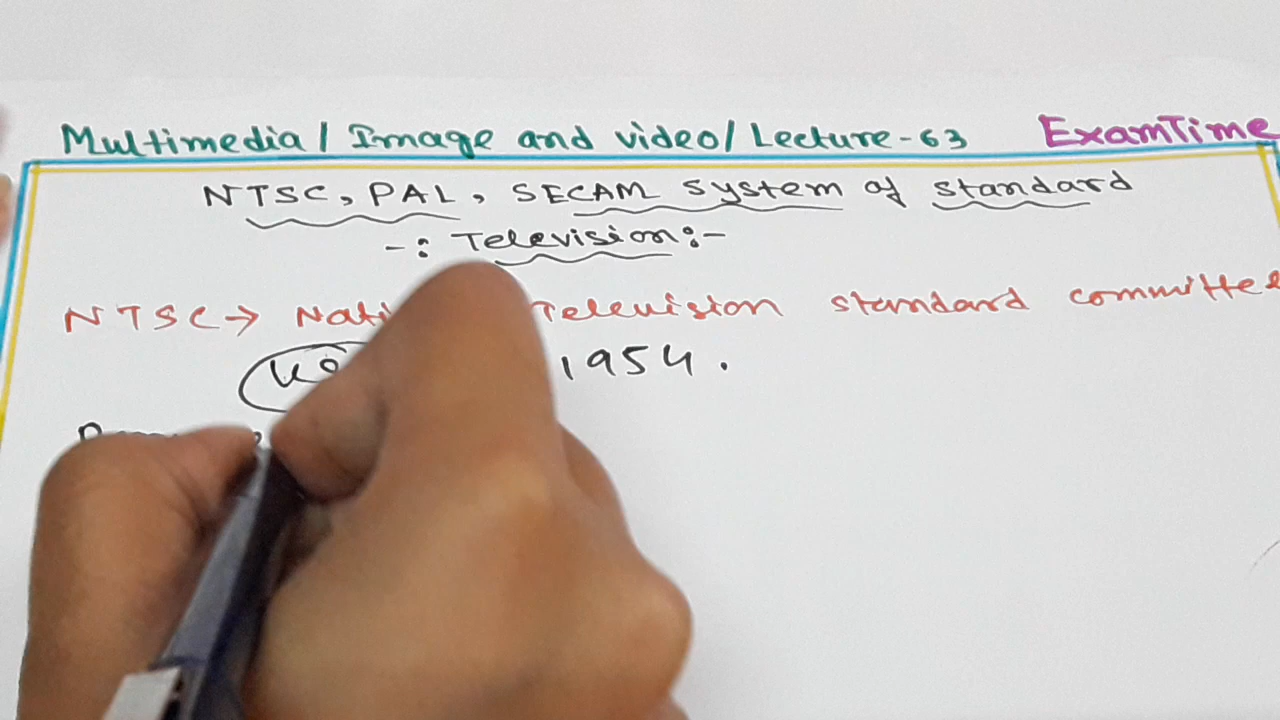 Multimedia / Image and video / Lecture-63 ExamTime
NTSC, PAL, SECAM system of standard
-: Television:-
NTSC→ Television standard committee
1954.